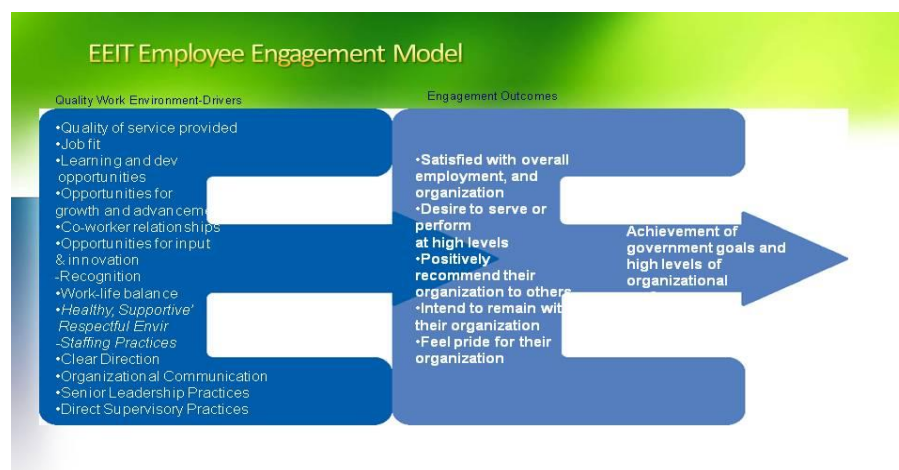 EEIT Employee Engagement Model
Quality Work Environment-Drivers
•Quality of service provided
•Job fit
•Learning and dev
opportunities
•Opportunities for
growth and advanceme
•Co-worker relationships
•Opportunities for input
& innovation
-Recognition
•Work-life balance
•Healthy, Supportive'
Respectful Envir
-Staffing Practices
•Clear Direction
•Organizational Communication
•Senior Leadership Practices
•Direct Supervisory Practices
Engagement Outcomes
•Satisfied with overall
employment, and
organization
•Desire to serve or
perform
at high levels
•Positively
recommend their
organization to others
•Intend to remain with
their organization
•Feel pride for their
organization
Achievement of
government goals and
high levels of
organizational